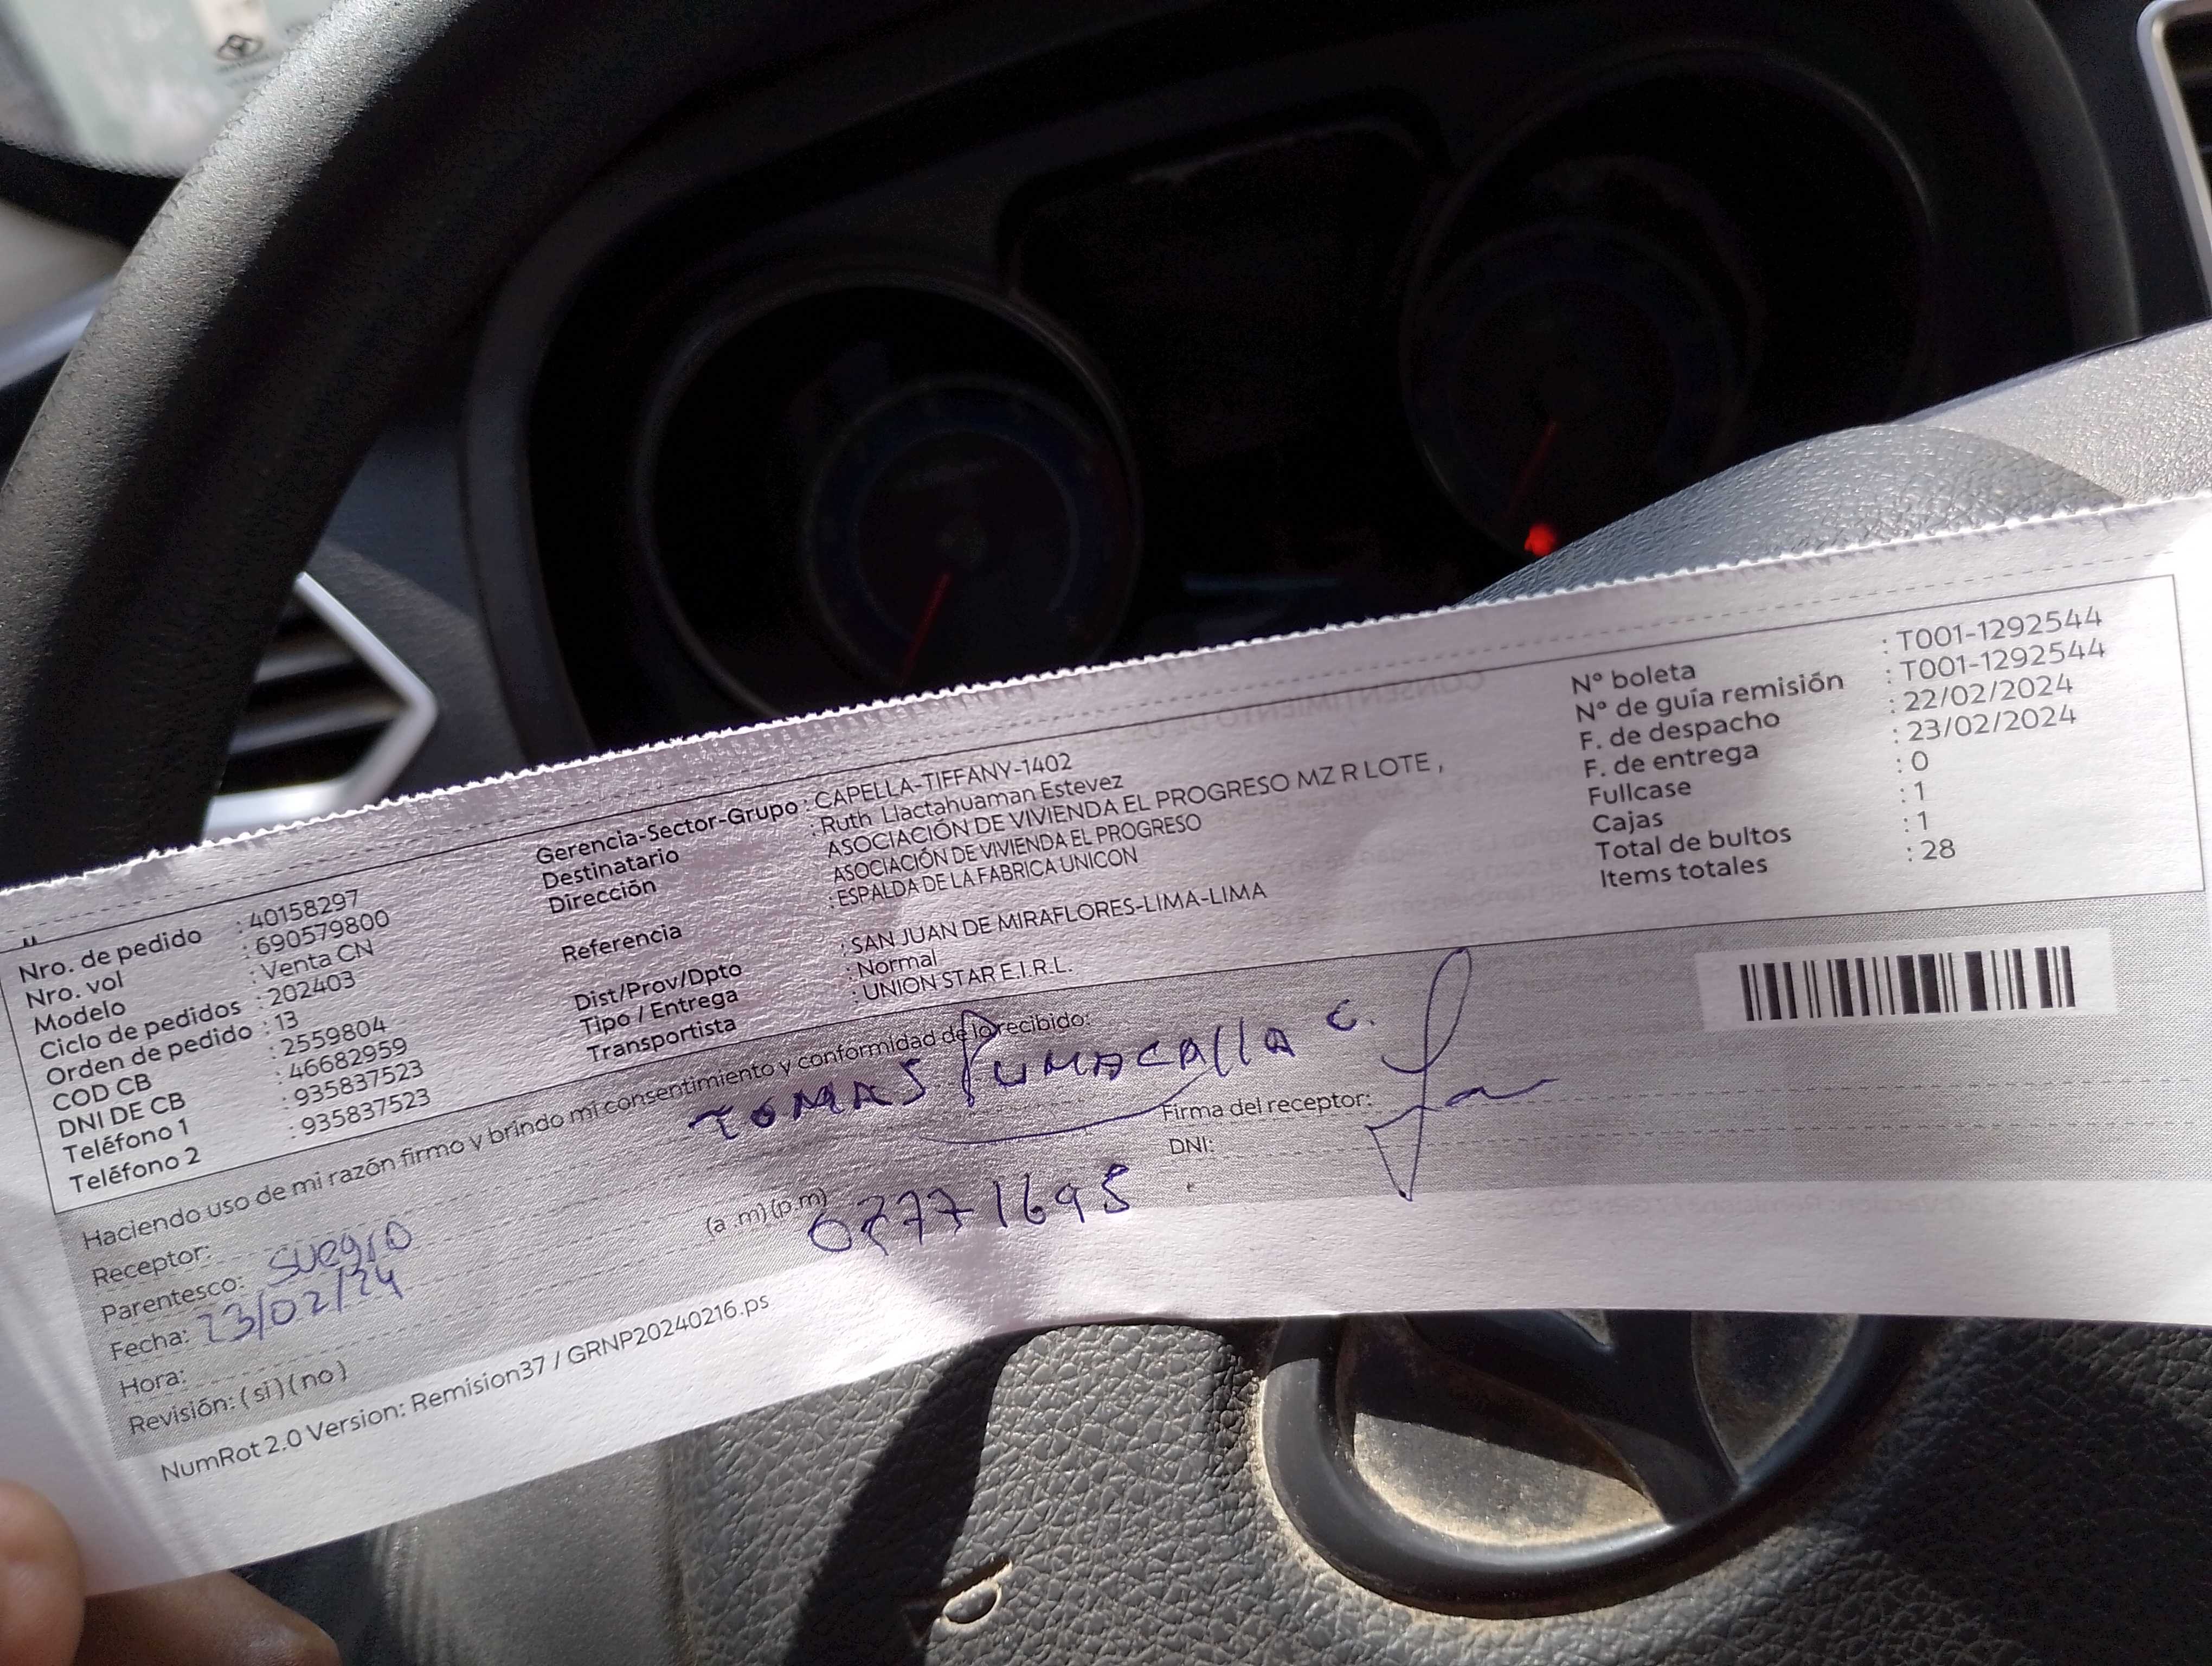 Nro. de pedido : 40158297
Nro. vol : 690579800
Modelo : Venta CN
Ciclo de pedidos : 202403
Orden de pedido : 13
COD CB : 2559804
DNI DE CB : 46682959
Teléfono 1 : 935837523
Teléfono 2 : 935837523
Gerencia-Sector-Grupo : CAPELLA-TIFFANY-1402
Destinatario : Ruth Llactahuaman Estevez
Dirección ASOCIACIÓN DE VIVIENDA EL PROGRESO MZ R LOTE ,
ASOCIACIÓN DE VIVIENDA EL PROGRESO
Referencia : ESPALDA DE LA FABRICA UNICON
Dist/Prov/Dpto : SAN JUAN DE MIRAFLORES-LIMA-LIMA
Tipo / Entrega : Normal
Transportista : UNION STAR E.I.R.L.
N° boleta : T001-1292544
N° de guía remisión : T001-1292544
F. de despacho : 22/02/2024
F. de entrega : 23/02/2024
Fullcase : 0
Cajas : 1
Total de bultos : 1
Items totales : 28
Haciendo uso de mi razón firmo y brindo mi consentimiento y conformidad de lo recibido:
Receptor: TOMAS PUMACALLA C.
Firma del receptor:
Parentesco: suegro
DNI: 07771695
Fecha: 23/02/24
Hora: (a .m) (p.m)
Revisión: ( si ) ( no )
NumRot 2.0 Version: Remision37 / GRNP20240216.ps